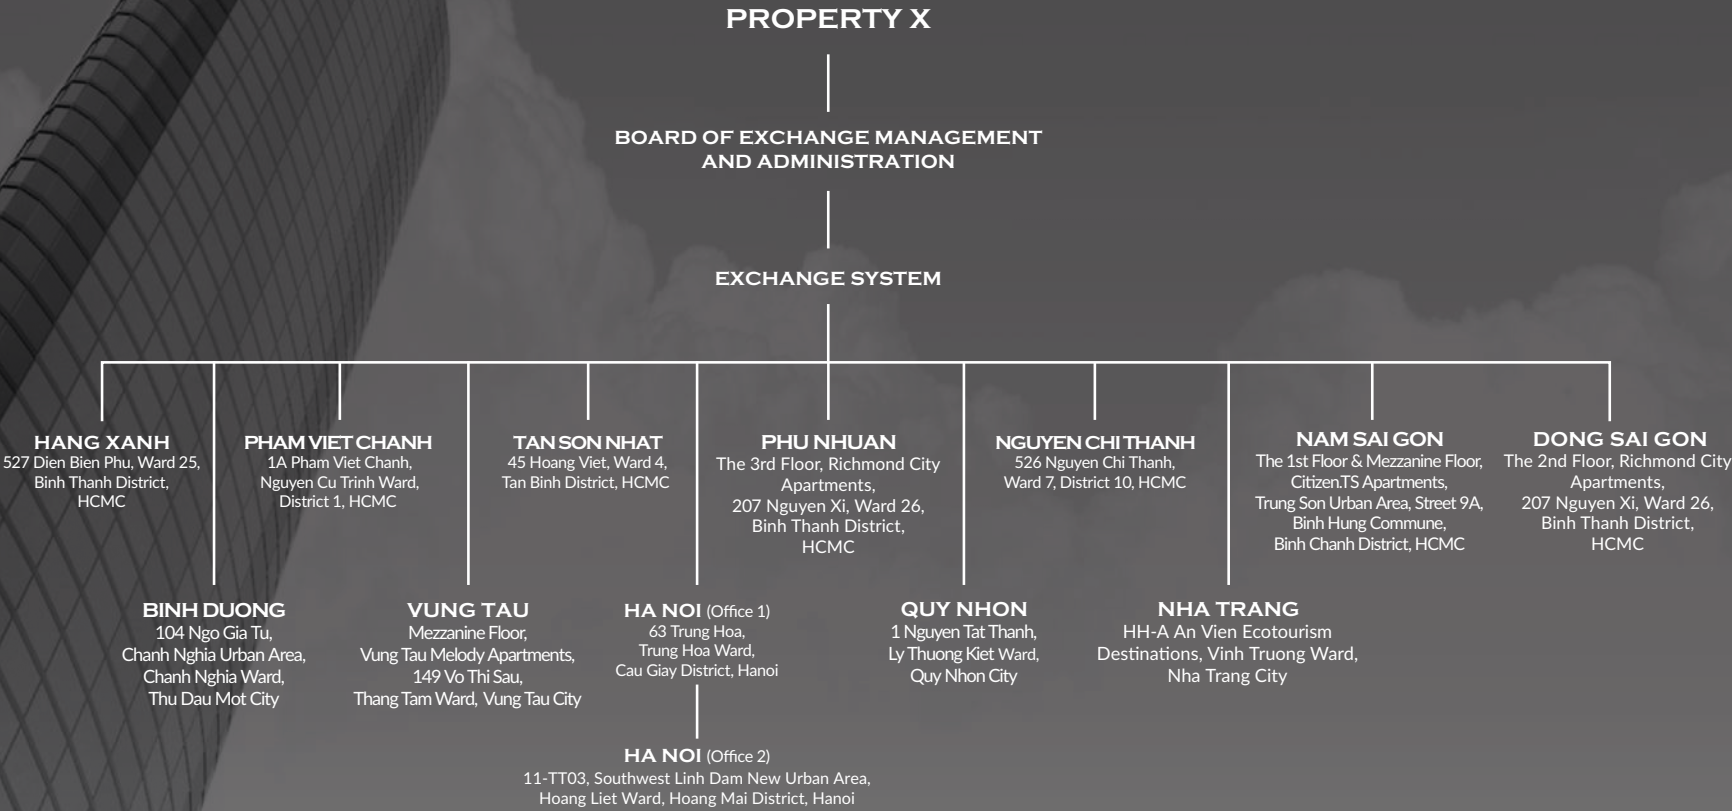 PROPERTY X
BOARD OF EXCHANGE MANAGEMENT
AND ADMINISTRATION
EXCHANGE SYSTEM
HANG XANH
527 Dien Bien Phu, Ward 25,
Binh Thanh District,
HCMC
PHAM VIET CHANH
1A Pham Viet Chanh,
Nguyen Cu Trinh Ward,
District 1, HCMC
TAN SON NHAT
45 Hoang Viet, Ward 4,
Tan Binh District, HCMC
PHU NHUAN
The 3rd Floor, Richmond City
Apartments,
207 Nguyen Xi, Ward 26,
Binh Thanh District,
HCMC
NGUYEN CHI THANH
526 Nguyen Chi Thanh,
Ward 7, District 10, HCMC
NAM SAI GON
The 1st Floor & Mezzanine Floor,
Citizen.TS Apartments,
Trung Son Urban Area, Street 9A,
Binh Hung Commune,
Binh Chanh District, HCMC
DONG SAI GON
The 2nd Floor, Richmond City
Apartments,
207 Nguyen Xi, Ward 26,
Binh Thanh District,
HCMC
BINH DUONG
104 Ngo Gia Tu,
Chanh Nghia Urban Area,
Chanh Nghia Ward,
Thu Dau Mot City
VUNG TAU
Mezzanine Floor,
Vung Tau Melody Apartments,
149 Vo Thi Sau,
Thang Tam Ward, Vung Tau City
HA NOI (Office 1)
63 Trung Hoa,
Trung Hoa Ward,
Cau Giay District, Hanoi
QUY NHON
1 Nguyen Tat Thanh,
Ly Thuong Kiet Ward,
Quy Nhon City
NHA TRANG
HH-A An Vien Ecotourism
Destinations, Vinh Truong Ward,
Nha Trang City
HA NOI (Office 2)
11-TT03, Southwest Linh Dam New Urban Area,
Hoang Liet Ward, Hoang Mai District, Hanoi